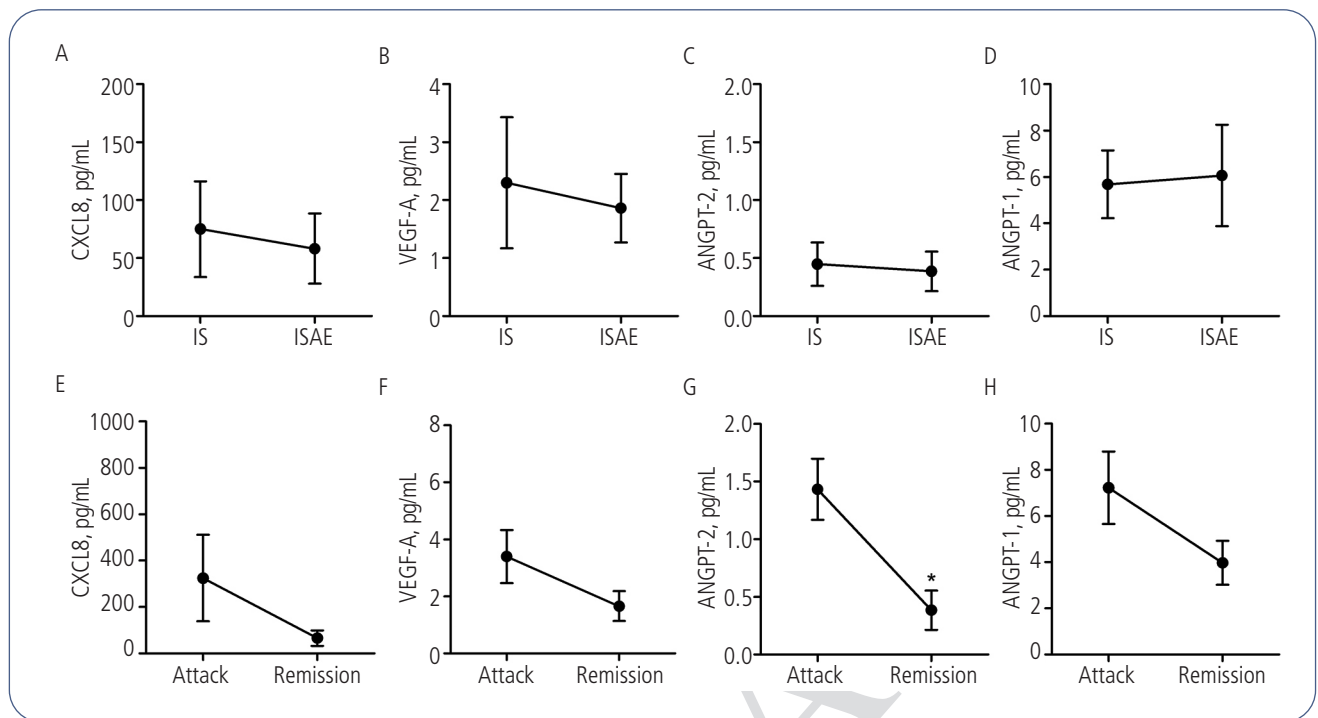 A
CXCL8, pg/mL
200
150
100
50
0
IS ISAE
B
VEGF-A, pg/mL
4
3
2
1
0
IS ISAE
C
ANGPT-2, pg/mL
2.0
1.5
1.0
0.5
0.0
IS ISAE
D
ANGPT-1, pg/mL
10
8
6
4
2
0
IS ISAE
E
CXCL8, pg/mL
1000
800
600
400
200
0
Attack Remission
F
VEGF-A, pg/mL
8
6
4
2
0
Attack Remission
G
ANGPT-2, pg/mL
2.0
1.5
1.0
0.5
0.0
*
Attack Remission
H
ANGPT-1, pg/mL
10
8
6
4
2
0
Attack Remission